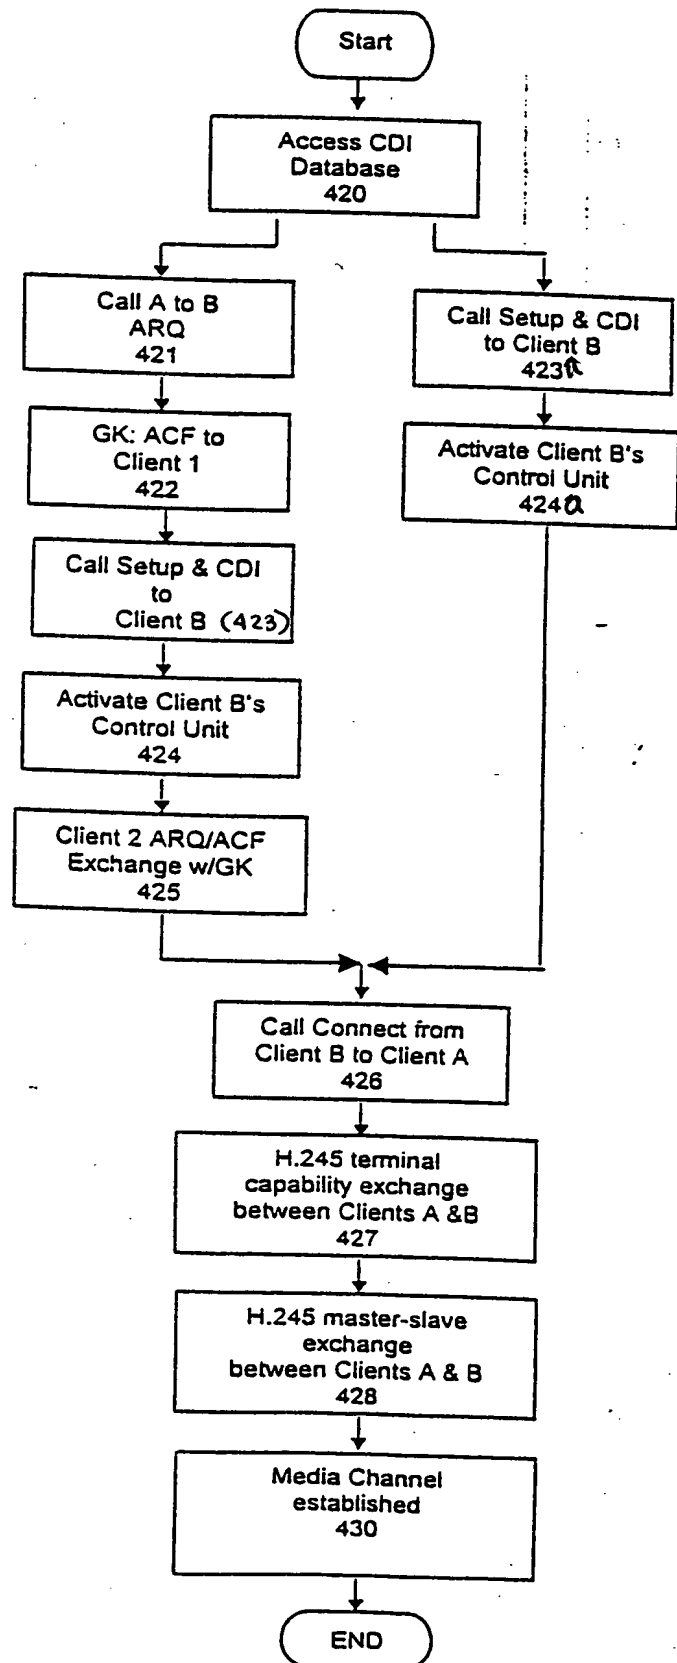 Start
Access CDI
Database
420
Call A to B
ARQ
421
GK: ACF to
Client 1
422
Call Setup & CDI
to
Client B (423)
Activate Client B's
Control Unit
424
Client 2 ARQ/ACF
Exchange w/GK
425
Call Setup & CDI
to Client B
423a
Activate Client B's
Control Unit
424a
Call Connect from
Client B to Client A
426
H.245 terminal
capability exchange
between Clients A &B
427
H.245 master-slave
exchange
between Clients A & B
428
Media Channel
established
430
END